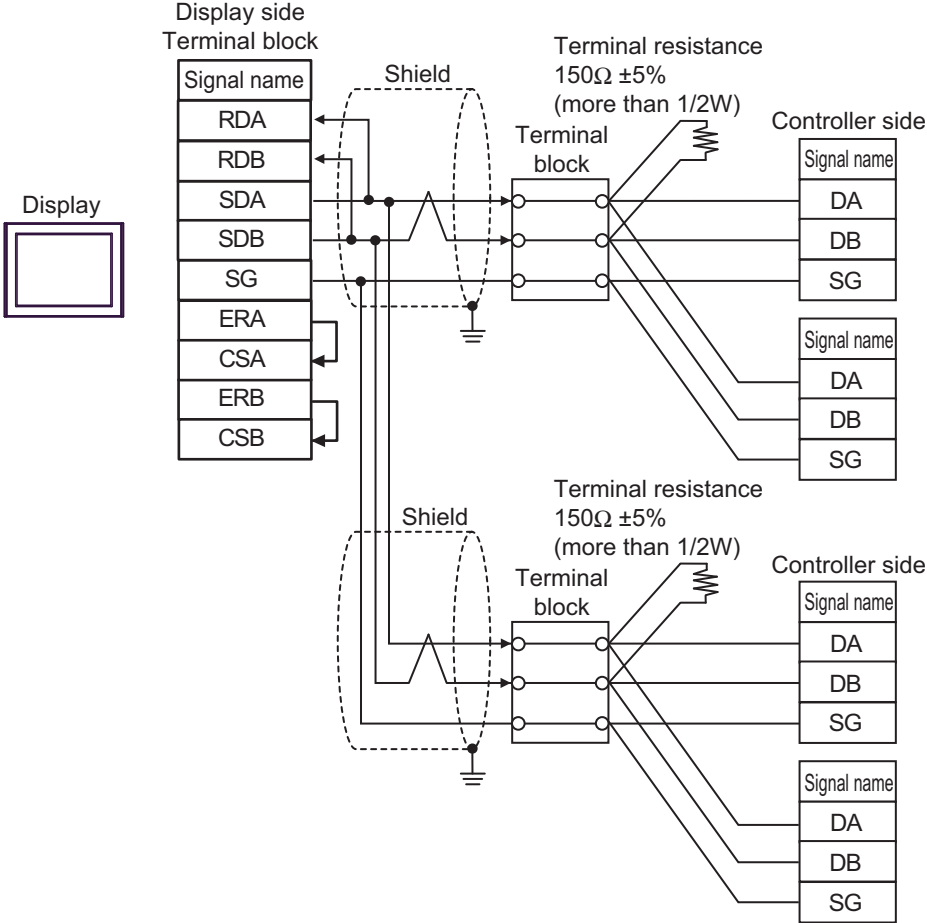 Display side
Terminal block
Signal name
RDA
RDB
SDA
SDB
SG
ERA
CSA
ERB
CSB
Display
Shield
Terminal resistance
150Ω ±5%
(more than 1/2W)
Terminal
block
Controller side
Signal name
DA
DB
SG
Signal name
DA
DB
SG
Shield
Terminal resistance
150Ω ±5%
(more than 1/2W)
Terminal
block
Controller side
Signal name
DA
DB
SG
Signal name
DA
DB
SG